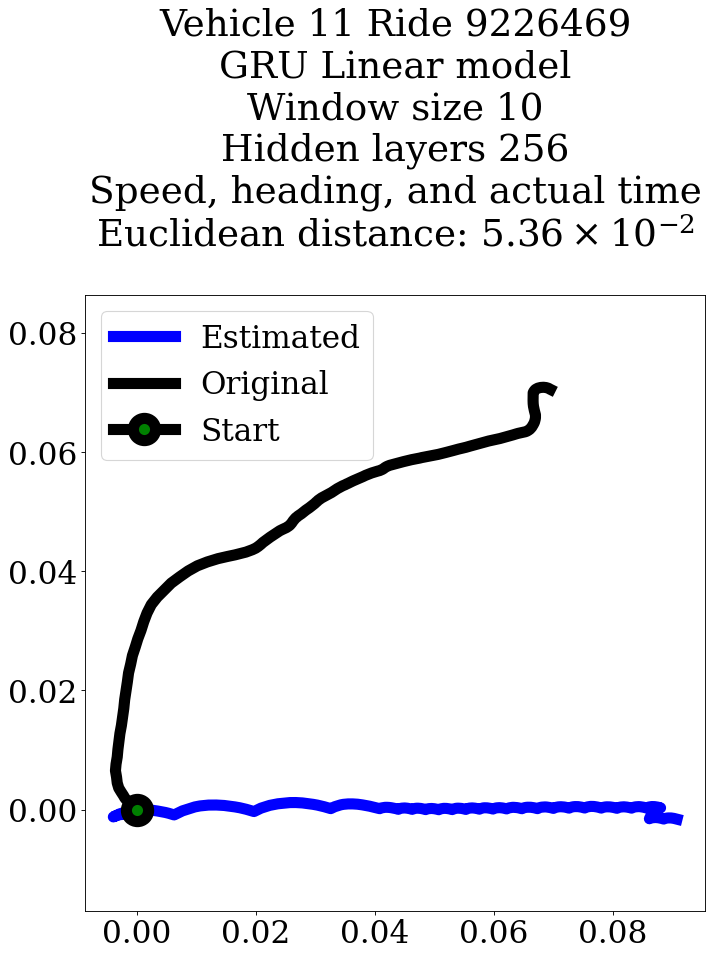 Vehicle 11 Ride 9226469
GRU Linear model
Window size 10
Hidden layers 256
Speed, heading, and actual time
Euclidean distance: 5.36 × 10⁻²
Estimated
Original
Start
0.08
0.06
0.04
0.02
0.00
0.00 0.02 0.04 0.06 0.08